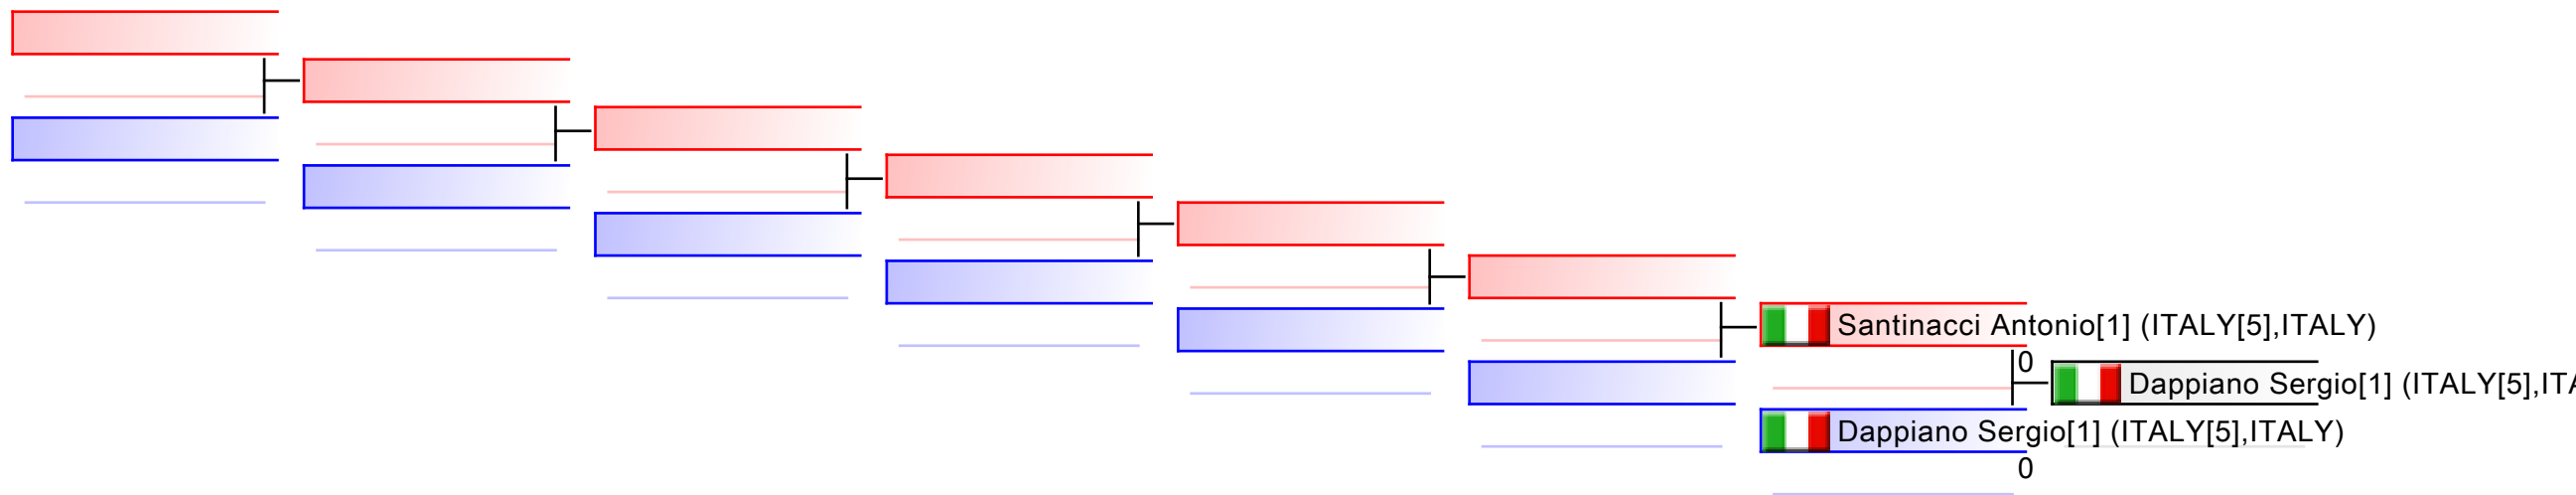 Santinacci Antonio[1] (ITALY[5],ITALY)
0
Dappiano Sergio[1] (ITALY[5],ITA
Dappiano Sergio[1] (ITALY[5],ITALY)
0